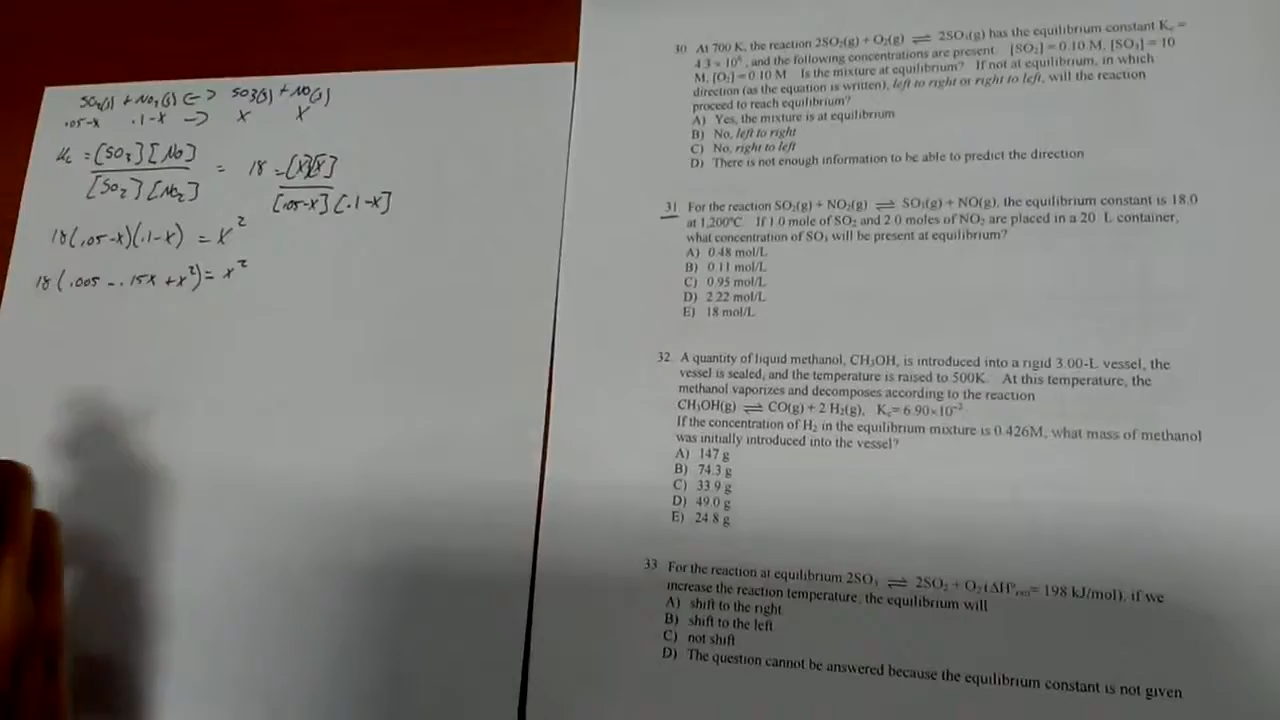 SO₂(g) + NO₂(g) <-> SO3(g) + NO(g)
.05-x .1-x -> x x
Kc = [SO₃][NO] = 18 = [x][x]
[SO₂][NO₂] [.05-x][.1-x]
18(.05-x)(.1-x) = x²
18(.005 - .15x + x²) = x²
30 At 700 K, the reaction 2SO₂(g) + O₂(g) ⇌ 2SO₃(g) has the equilibrium constant Kc =
4.3 × 10⁶, and the following concentrations are present. [SO₂] = 0.10 M, [SO₃] = 10
M, [O₂] = 0.10 M Is the mixture at equilibrium? If not at equilibrium, in which
direction (as the equation is written), left to right or right to left, will the reaction
proceed to reach equilibrium?
A) Yes, the mixture is at equilibrium
B) No, left to right
C) No, right to left
D) There is not enough information to be able to predict the direction
31 For the reaction SO₂(g) + NO₂(g) ⇌ SO₃(g) + NO(g), the equilibrium constant is 18.0
at 1,200°C. If 1.0 mole of SO₂ and 2.0 moles of NO₂ are placed in a 20 L container,
what concentration of SO₃ will be present at equilibrium?
A) 0.48 mol/L
B) 0.11 mol/L
C) 0.95 mol/L
D) 2.22 mol/L
E) 18 mol/L
32. A quantity of liquid methanol, CH₃OH, is introduced into a rigid 3.00-L vessel, the
vessel is sealed, and the temperature is raised to 500K. At this temperature, the
methanol vaporizes and decomposes according to the reaction
CH₃OH(g) ⇌ CO(g) + 2 H₂(g), Kc= 6.90×10⁻²
If the concentration of H₂ in the equilibrium mixture is 0.426M, what mass of methanol
was initially introduced into the vessel?
A) 147 g
B) 74.3 g
C) 33.9 g
D) 49.0 g
E) 24.8 g
33 For the reaction at equilibrium 2SO₃ ⇌ 2SO₂ + O₂ (ΔH°rxn= 198 kJ/mol), if we
increase the reaction temperature, the equilibrium will
A) shift to the right
B) shift to the left
C) not shift
D) The question cannot be answered because the equilibrium constant is not given